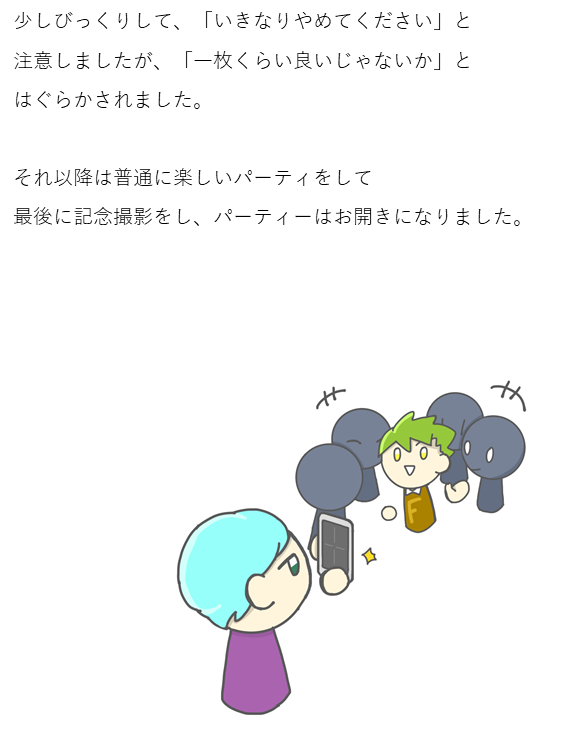 少しびっくりして、「いきなりやめてください」と
注意しましたが、「一枚くらい良いじゃないか」と
はぐらかされました。
それ以降は普通に楽しいパーティをして
最後に記念撮影をし、パーティーはお開きになりました。
F